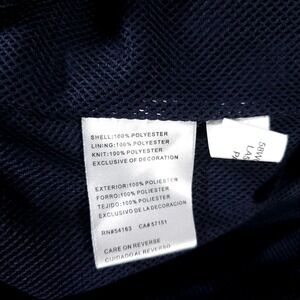 SHELL:100% POLYESTER
LINING:100% POLYESTER
KNIT:100% POLYESTER
EXCLUSIVE OF DECORATION
EXTERIOR:100% POLIESTER
FORRO:100% POLIESTER
TEJIDO:100% POLIESTER
EXCLUSIVO DE LA DECORACION
RN#54163 CA#57151
CARE ON REVERSE
CUIDADO AL REVERSO